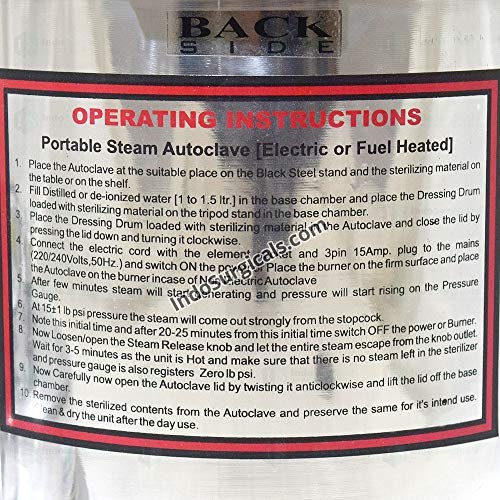 BACK
SIDE
OPERATING INSTRUCTIONS
Portable Steam Autoclave [Electric or Fuel Heated]
1. Place the Autoclave at the suitable place on the Black Steel stand and the sterilizing material on
the table or on the shelf.
2. Fill Distilled or de-ionized water [1 to 1.5 ltr.] in the base chamber and place the Dressing Drum
loaded with sterilizing material on the tripod stand in the base chamber.
3. Place the Dressing Drum loaded with sterilizing material the Autoclave and close the lid by
pressing the lid down and turning it clockwise.
4. Connect the electric cord with the element and 3pin 15Amp. plug to the mains
(220/240Volts,50Hz.) and switch ON the Place the burner on the firm surface and place
the Autoclave on the burner incase of Electric Autoclave
5. After few minutes steam will start generating and pressure will start rising on the Pressure
Gauge.
6. At 15±1 lb psi pressure the steam will come out strongly from the stopcock.
7. Note this initial time and after 20-25 minutes from this initial time switch OFF the power or Burner.
8. Now Loosen/open the Steam Release knob and let the entire steam escape from the knob outlet.
Wait for 3-5 minutes as the unit is Hot and make sure that there is no steam left in the sterilizer
and pressure gauge is also registers Zero lb psi.
9. Now Carefully now open the Autoclave lid by twisting it anticlockwise and lift the lid off the base
chamber.
10. Remove the sterilized contents from the Autoclave and preserve the same for it's intend use.
Clean & dry the unit after the day use.
IndoSurgicals.com